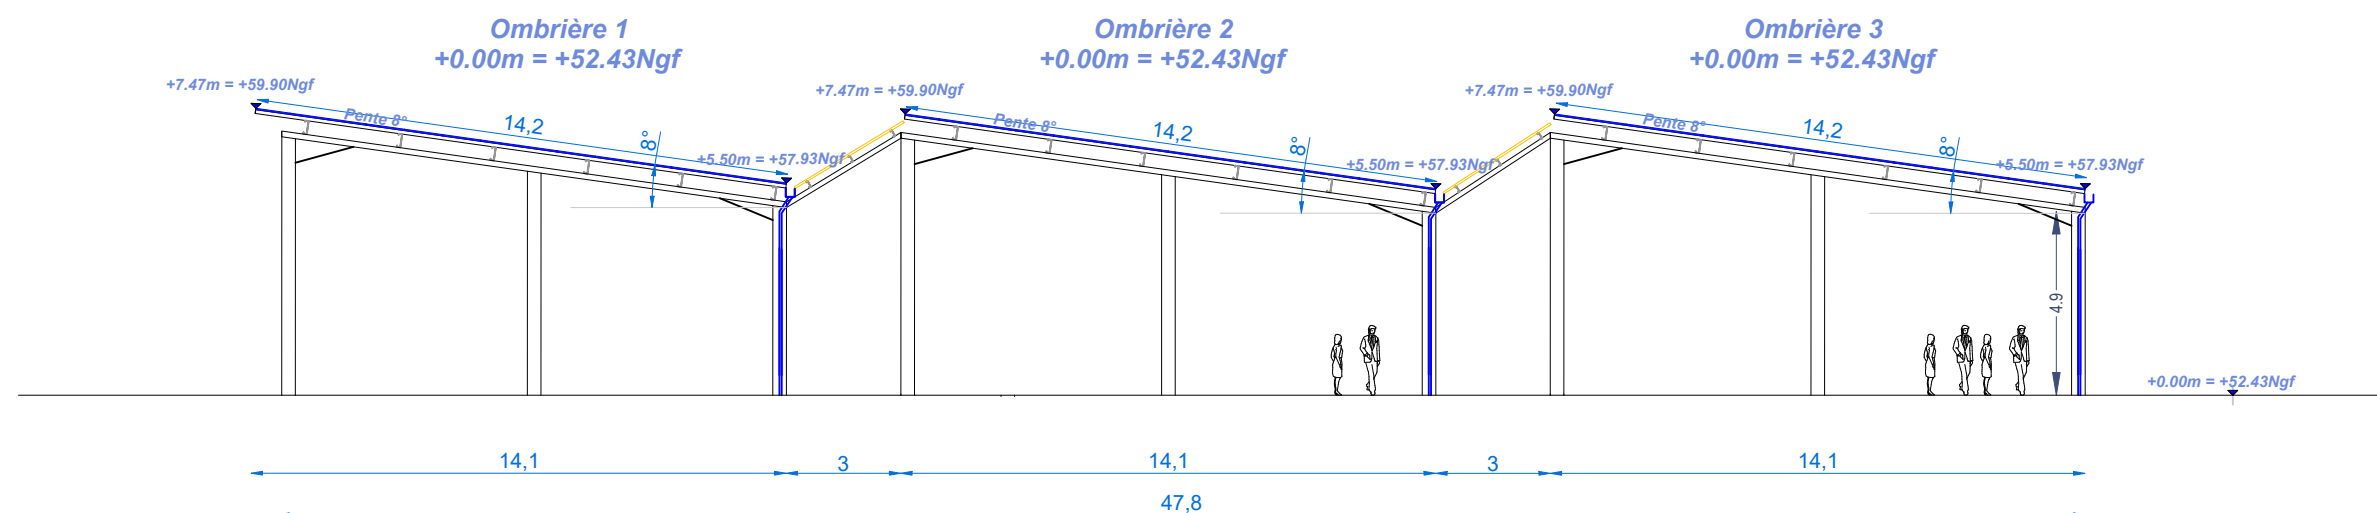 Ombrière 1
+0.00m = +52.43Ngf
Ombrière 2
+0.00m = +52.43Ngf
Ombrière 3
+0.00m = +52.43Ngf
+7.47m = +59.90Ngf
+7.47m = +59.90Ngf
+7.47m = +59.90Ngf
Pente 8°
14,2
8°
+5.50m = +57.93Ngf
Pente 8°
14,2
8°
+5.50m = +57.93Ngf
Pente 8°
14,2
8°
+5.50m = +57.93Ngf
4.9
+0.00m = +52.43Ngf
14,1
3
14,1
3
14,1
47,8